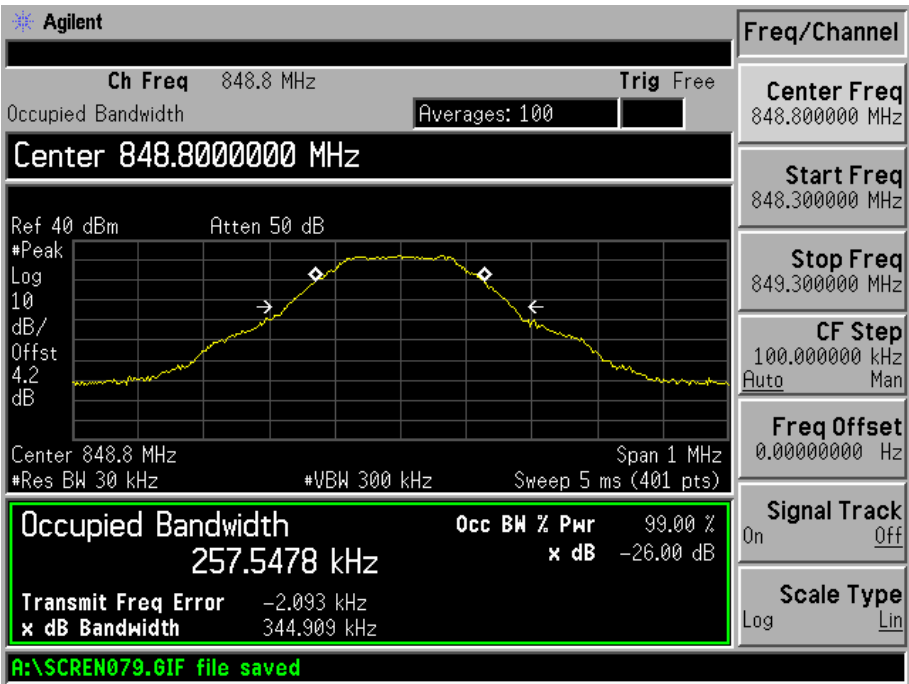 Agilent
Freq/Channel
Ch Freq 848.8 MHz Trig Free
Occupied Bandwidth Averages: 100
Center 848.8000000 MHz
Ref 40 dBm Atten 50 dB
#Peak
Log
10
dB/
Offst
4.2
dB
Center 848.8 MHz Span 1 MHz
#Res BW 30 kHz #VBW 300 kHz Sweep 5 ms (401 pts)
Occupied Bandwidth Occ BW % Pwr 99.00 %
257.5478 kHz x dB -26.00 dB
Transmit Freq Error -2.093 kHz
x dB Bandwidth 344.909 kHz
A:\SCREN079.GIF file saved
Center Freq
848.800000 MHz
Start Freq
848.300000 MHz
Stop Freq
849.300000 MHz
CF Step
100.000000 kHz
Auto Man
Freq Offset
0.00000000 Hz
Signal Track
On Off
Scale Type
Log Lin